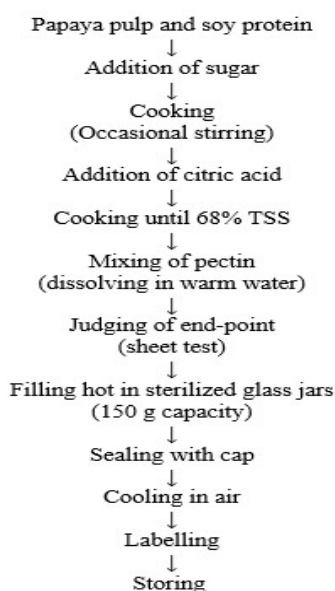 Papaya pulp and soy protein
↓
Addition of sugar
↓
Cooking
(Occasional stirring)
↓
Addition of citric acid
↓
Cooking until 68% TSS
↓
Mixing of pectin
(dissolving in warm water)
↓
Judging of end-point
(sheet test)
↓
Filling hot in sterilized glass jars
(150 g capacity)
↓
Sealing with cap
↓
Cooling in air
↓
Labelling
↓
Storing